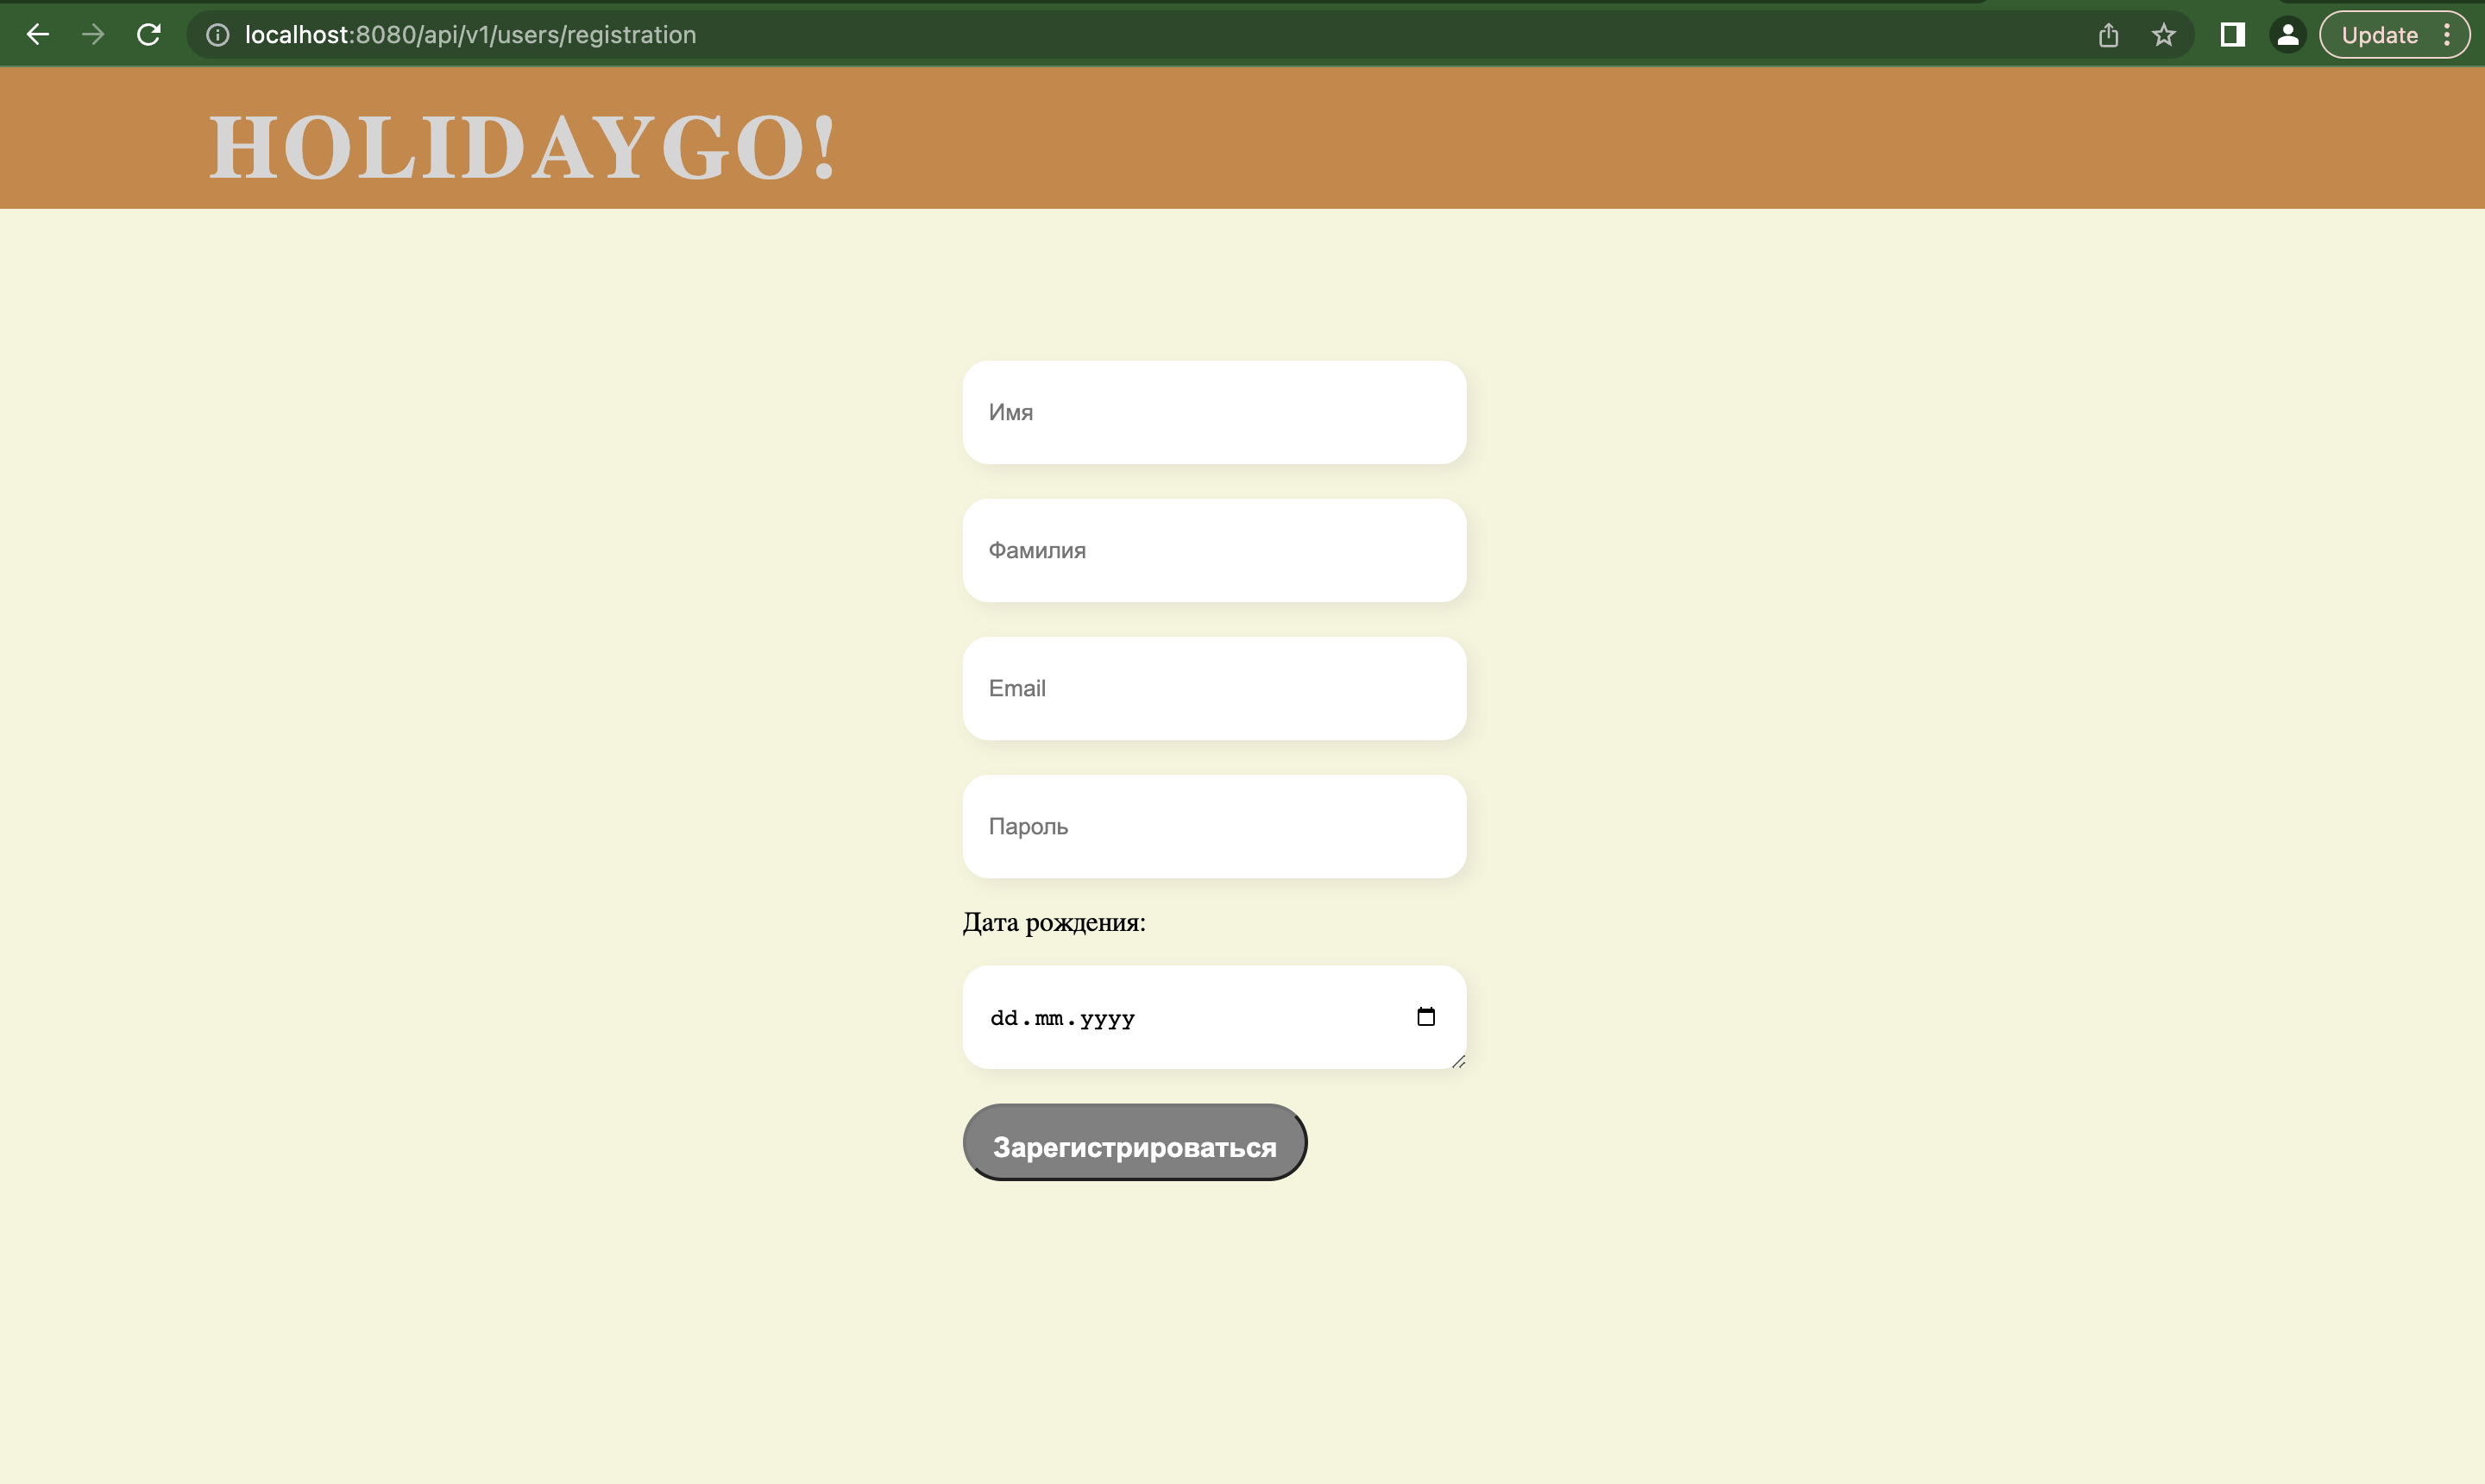 localhost:8080/api/v1/users/registration
Update
HOLIDAYGO!
Имя
Фамилия
Email
Пароль
Дата рождения:
dd.mm.yyyy
Зарегистрироваться